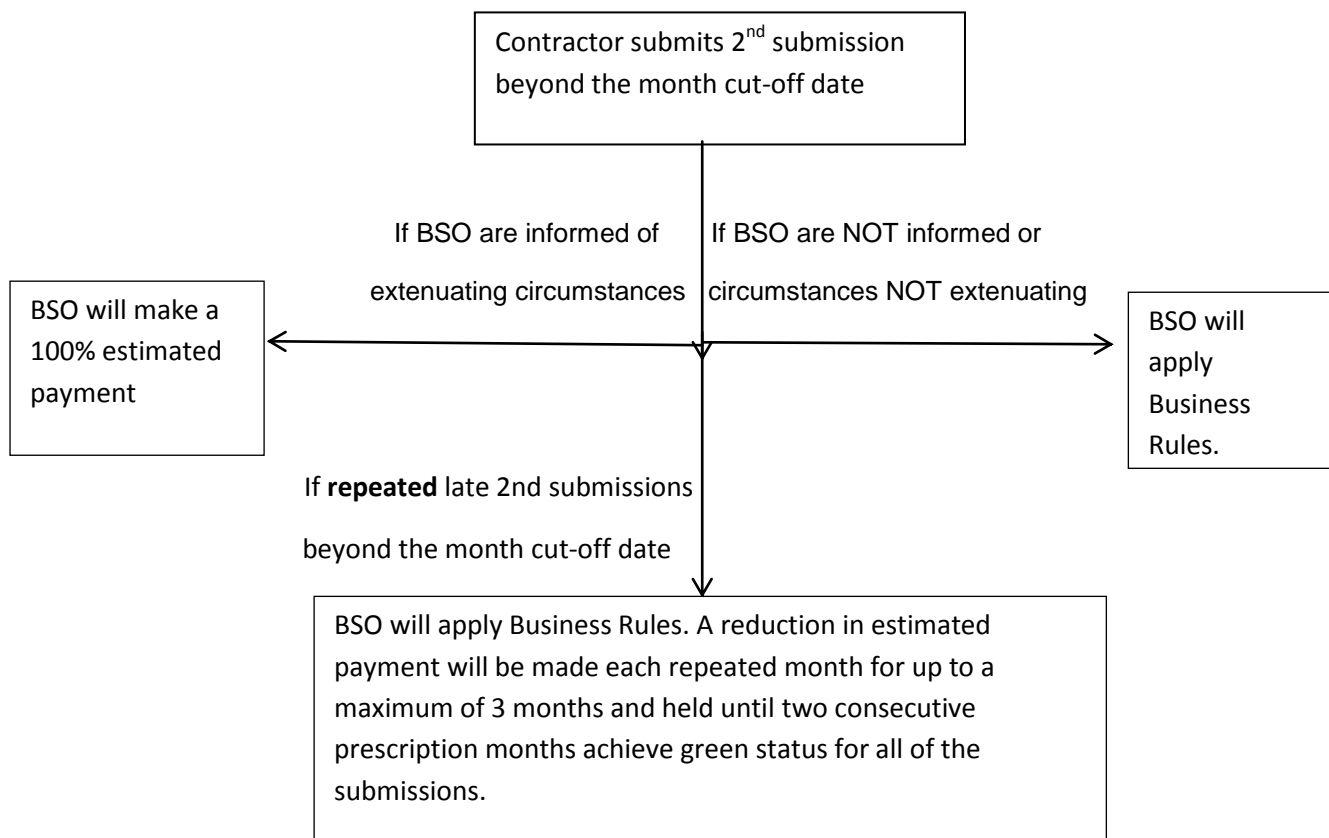 Contractor submits 2nd submission
beyond the month cut-off date
If BSO are informed of
extenuating circumstances
If BSO are NOT informed or
circumstances NOT extenuating
BSO will make a
100% estimated
payment
BSO will
apply
Business
Rules.
If repeated late 2nd submissions
beyond the month cut-off date
BSO will apply Business Rules. A reduction in estimated
payment will be made each repeated month for up to a
maximum of 3 months and held until two consecutive
prescription months achieve green status for all of the
submissions.